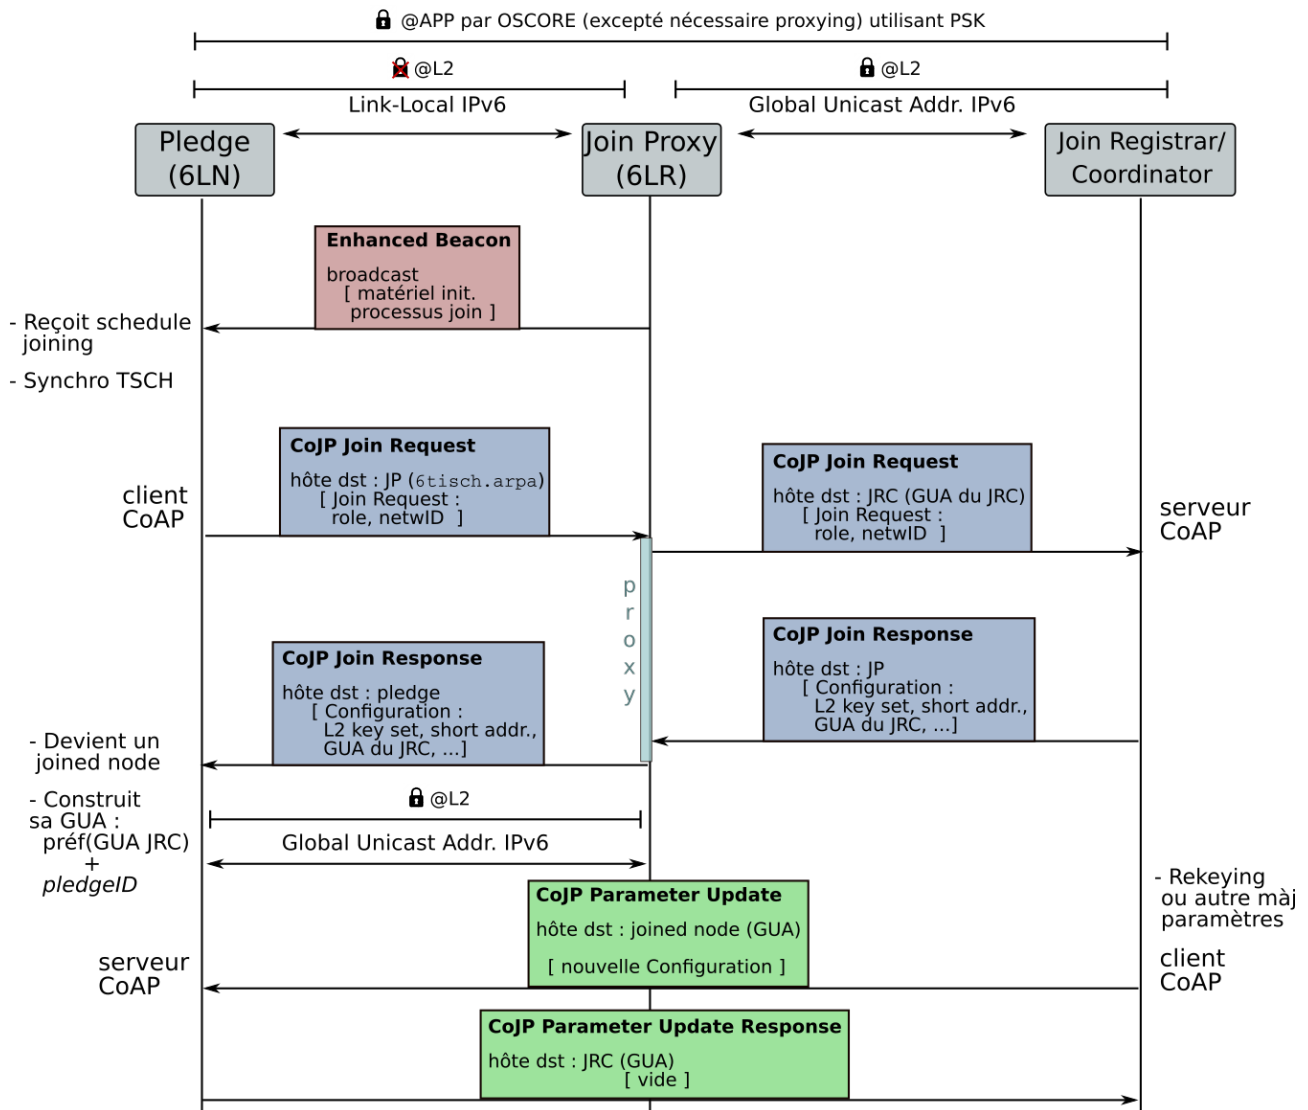 @APP par OSCORE (excepté nécessaire proxying) utilisant PSK
@L2
@L2
Link-Local IPv6
Global Unicast Addr. IPv6
Pledge
(6LN)
Join Proxy
(6LR)
Join Registrar/
Coordinator
Enhanced Beacon
broadcast
[ matériel init.
processus join ]
- Reçoit schedule
joining
- Synchro TSCH
CoJP Join Request
hôte dst : JP (6tisch.arpa)
[ Join Request :
role, netwID ]
client
CoAP
CoJP Join Request
hôte dst : JRC (GUA du JRC)
[ Join Request :
role, netwID ]
serveur
CoAP
proxy
CoJP Join Response
hôte dst : JP
[ Configuration :
L2 key set, short addr.,
GUA du JRC, ...]
CoJP Join Response
hôte dst : pledge
[ Configuration :
L2 key set, short addr.,
GUA du JRC, ...]
- Devient un
joined node
- Construit
sa GUA :
préf(GUA JRC)
+
pledgeID
@L2
Global Unicast Addr. IPv6
- Rekeying
ou autre màj
paramètres
CoJP Parameter Update
hôte dst : joined node (GUA)
[ nouvelle Configuration ]
serveur
CoAP
client
CoAP
CoJP Parameter Update Response
hôte dst : JRC (GUA)
[ vide ]